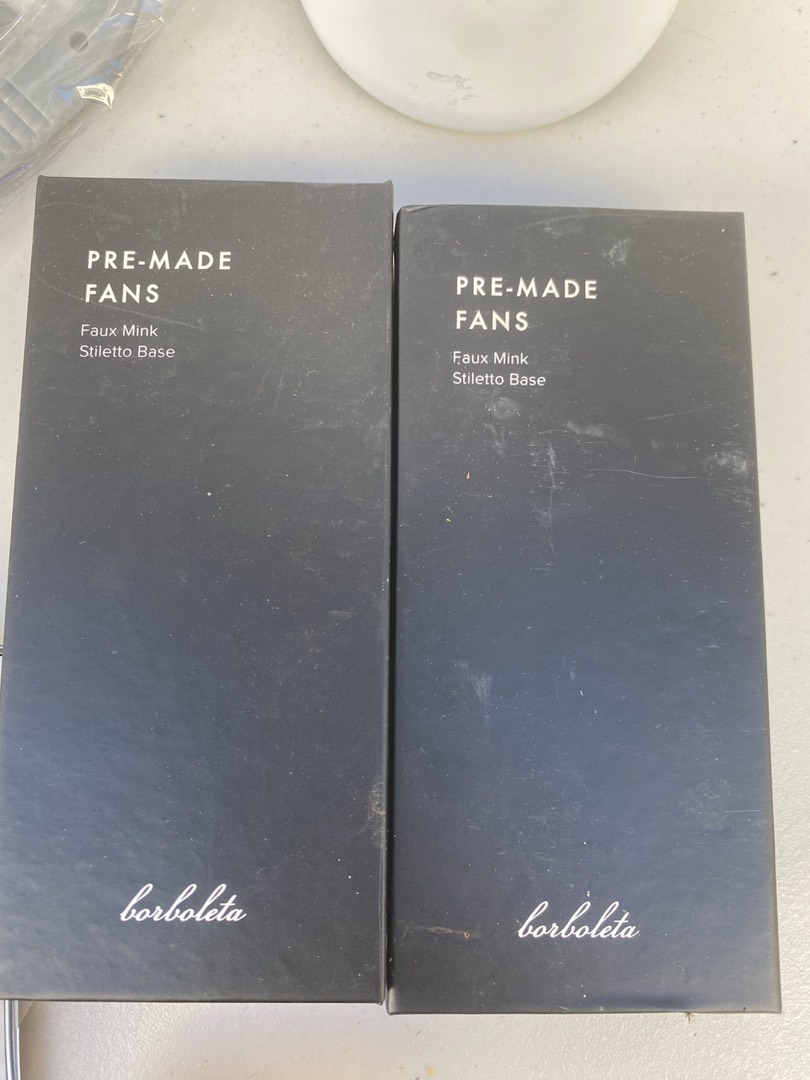 PRE-MADE
FANS
Faux Mink
Stiletto Base
borboleta
PRE-MADE
FANS
Faux Mink
Stiletto Base
borboleta